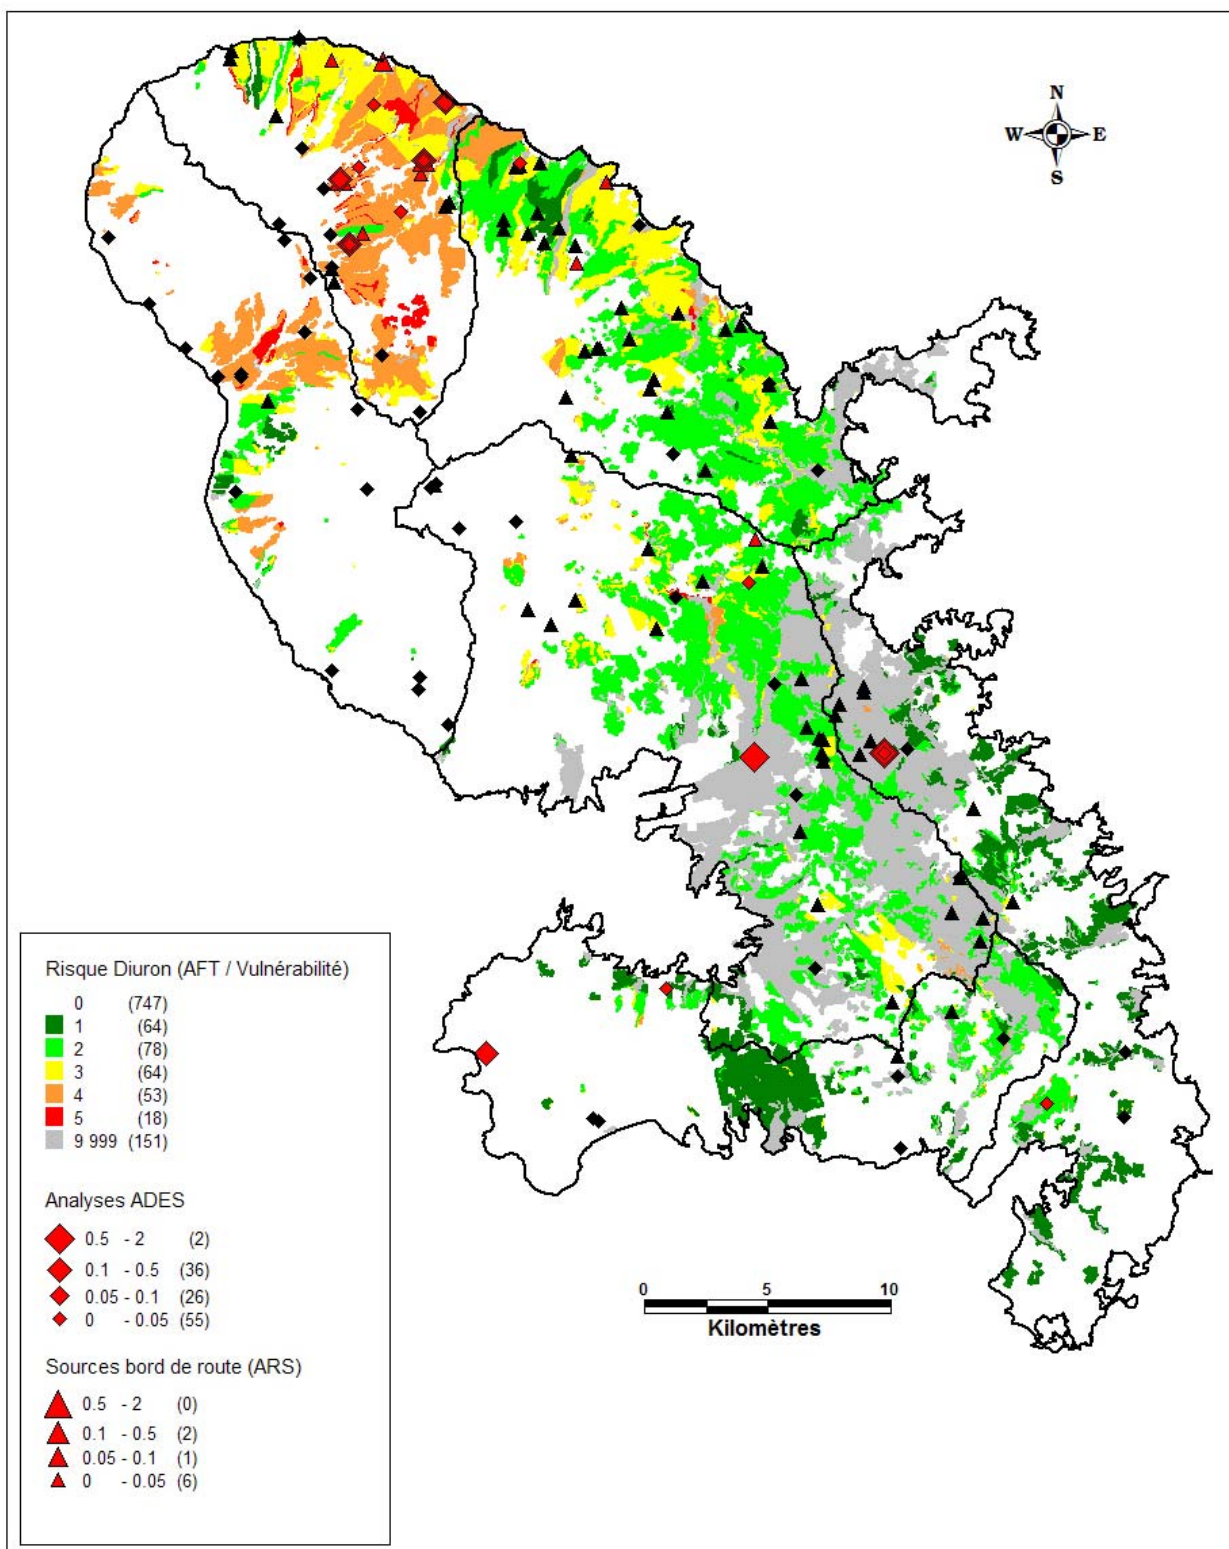 N
W E
S
Risque Diuron (AFT / Vulnérabilité)
0 (747)
1 (64)
2 (78)
3 (64)
4 (53)
5 (18)
9 999 (151)
Analyses ADES
0.5 - 2 (2)
0.1 - 0.5 (36)
0.05 - 0.1 (26)
0 - 0.05 (55)
Sources bord de route (ARS)
0.5 - 2 (0)
0.1 - 0.5 (2)
0.05 - 0.1 (1)
0 - 0.05 (6)
0 5 10
Kilomètres